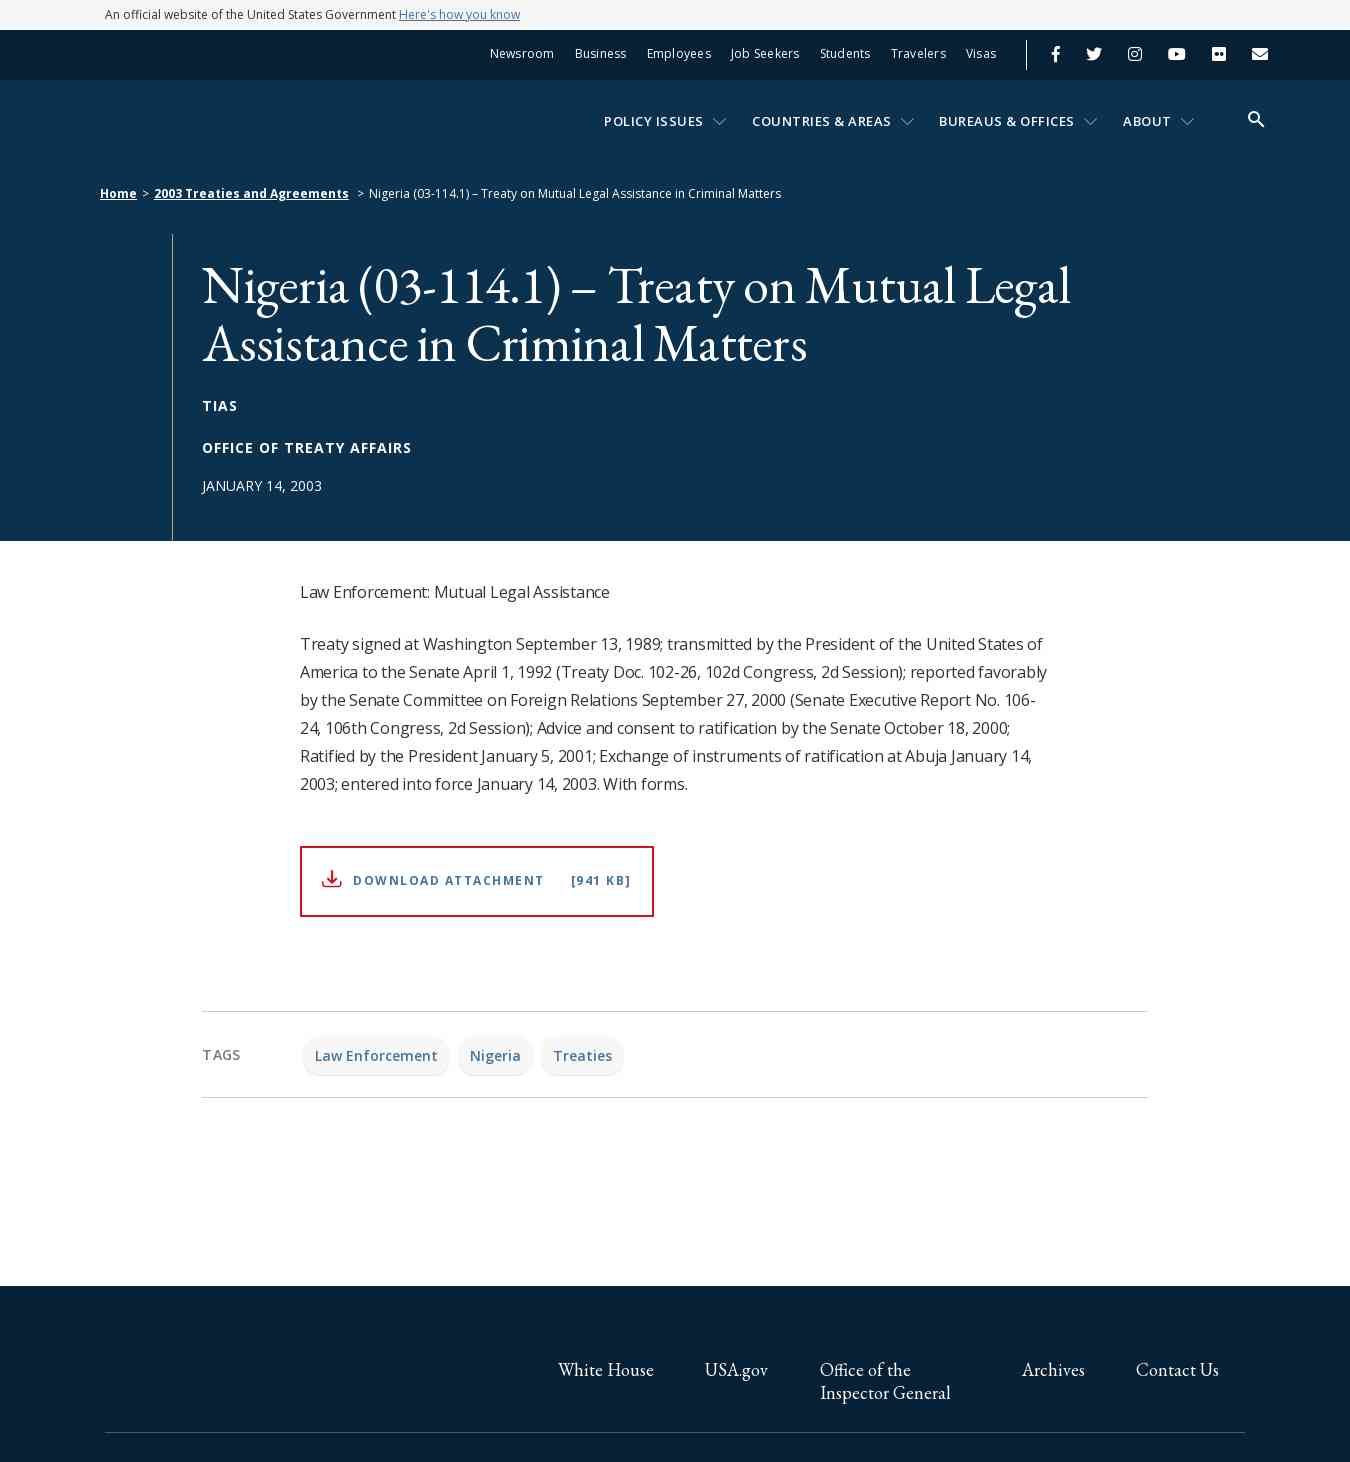 An official website of the United States Government Here's how you know
Newsroom Business Employees Job Seekers Students Travelers Visas
POLICY ISSUES COUNTRIES & AREAS BUREAUS & OFFICES ABOUT
Home > 2003 Treaties and Agreements > Nigeria (03-114.1) – Treaty on Mutual Legal Assistance in Criminal Matters
Nigeria (03-114.1) – Treaty on Mutual Legal
Assistance in Criminal Matters
TIAS
OFFICE OF TREATY AFFAIRS
JANUARY 14, 2003
Law Enforcement: Mutual Legal Assistance
Treaty signed at Washington September 13, 1989; transmitted by the President of the United States of
America to the Senate April 1, 1992 (Treaty Doc. 102-26, 102d Congress, 2d Session); reported favorably
by the Senate Committee on Foreign Relations September 27, 2000 (Senate Executive Report No. 106-
24, 106th Congress, 2d Session); Advice and consent to ratification by the Senate October 18, 2000;
Ratified by the President January 5, 2001; Exchange of instruments of ratification at Abuja January 14,
2003; entered into force January 14, 2003. With forms.
DOWNLOAD ATTACHMENT [941 KB]
TAGS Law Enforcement Nigeria Treaties
White House USA.gov Office of the Archives Contact Us
Inspector General